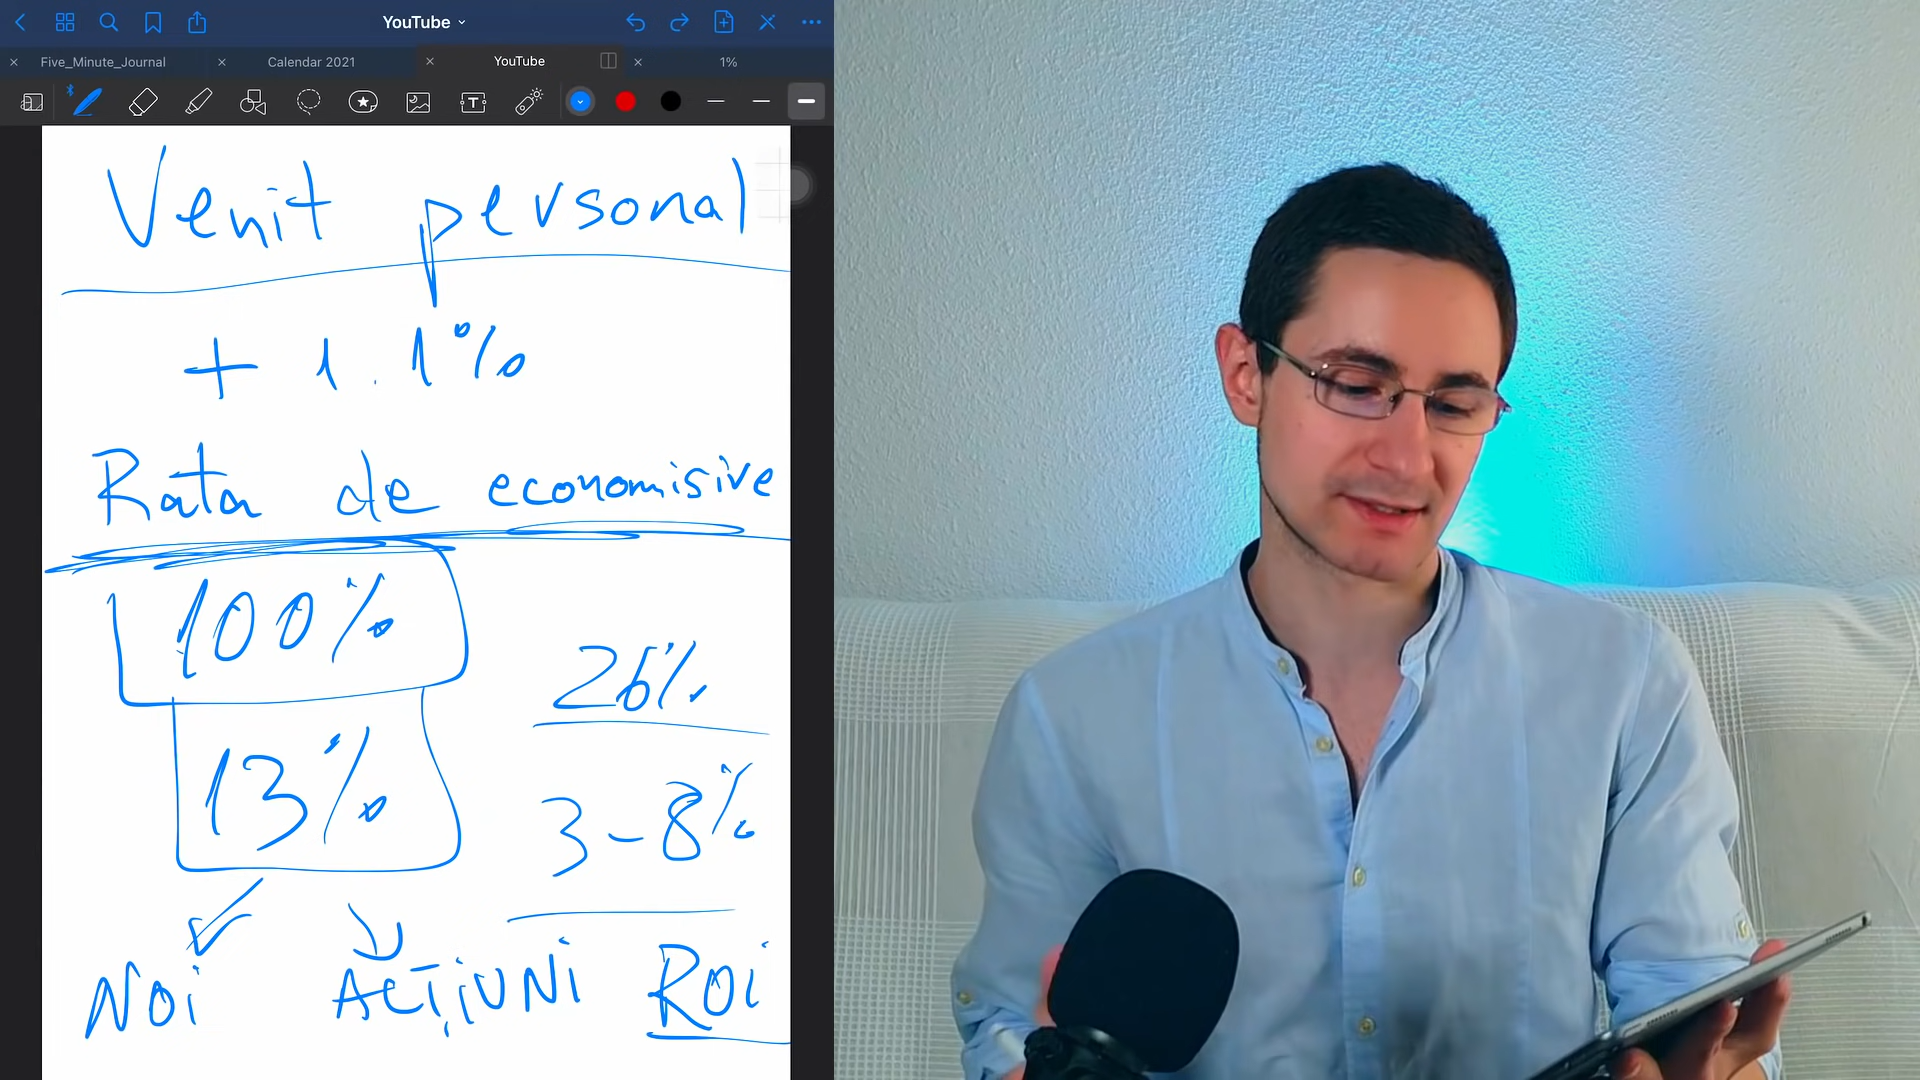 YouTube
Five_Minute_Journal
Calendar 2021
YouTube
1%
Venit personal
+ 1.1%
Rata de economisire
100%
26%
13%
3-8%
NOi
ACȚiUNi
ROi